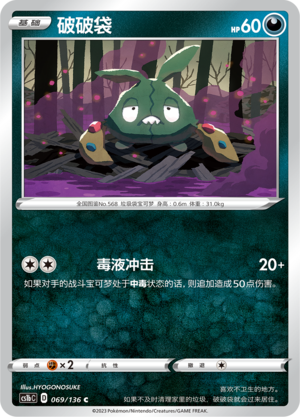 基础 破破袋 HP60
全国图鉴No.568 垃圾袋宝可梦 身高：0.6m 体重：31.0kg
毒液冲击 20+
如果对手的战斗宝可梦处于中毒状态的话，则追加造成50点伤害。
弱点 ×2 抗性 撤退
Illus.HYOGONOSUKE
CS1bC D 069/136 C
喜欢不卫生的地方。
如果不及时清理家里的垃圾，破破袋就会过来居住。
©2023 Pokémon/Nintendo/Creatures/GAME FREAK.